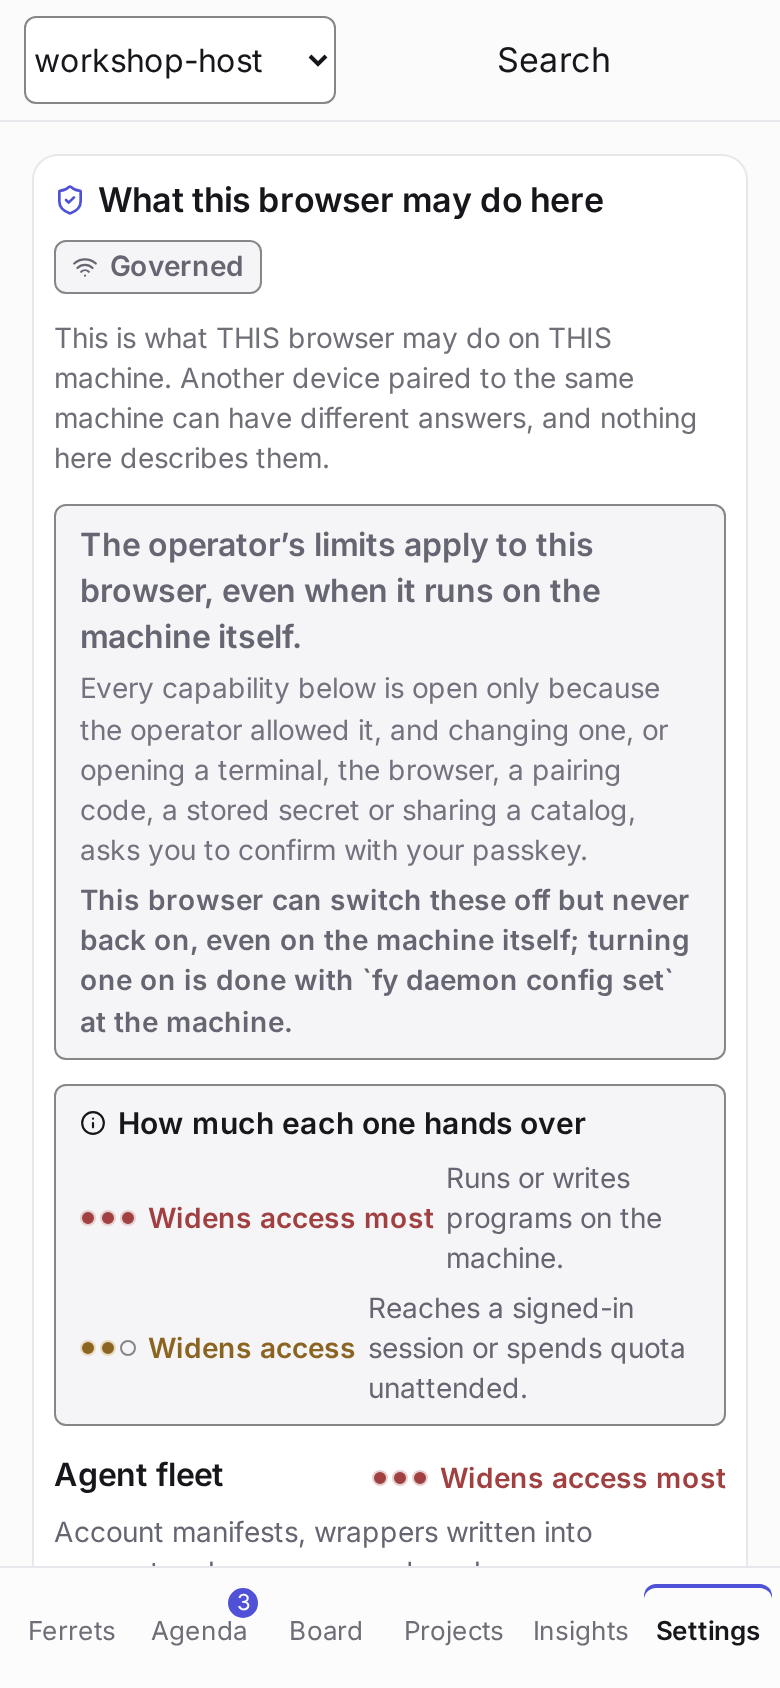 workshop-host
Search
What this browser may do here
Governed
This is what THIS browser may do on THIS
machine. Another device paired to the same
machine can have different answers, and nothing
here describes them.
The operator’s limits apply to this
browser, even when it runs on the
machine itself.
Every capability below is open only because
the operator allowed it, and changing one, or
opening a terminal, the browser, a pairing
code, a stored secret or sharing a catalog,
asks you to confirm with your passkey.
This browser can switch these off but never
back on, even on the machine itself; turning
one on is done with `fy daemon config set`
at the machine.
How much each one hands over
Widens access most
Runs or writes
programs on the
machine.
Widens access
Reaches a signed-in
session or spends quota
unattended.
Agent fleet
Widens access most
Account manifests, wrappers written into
3
Ferrets
Agenda
Board
Projects
Insights
Settings